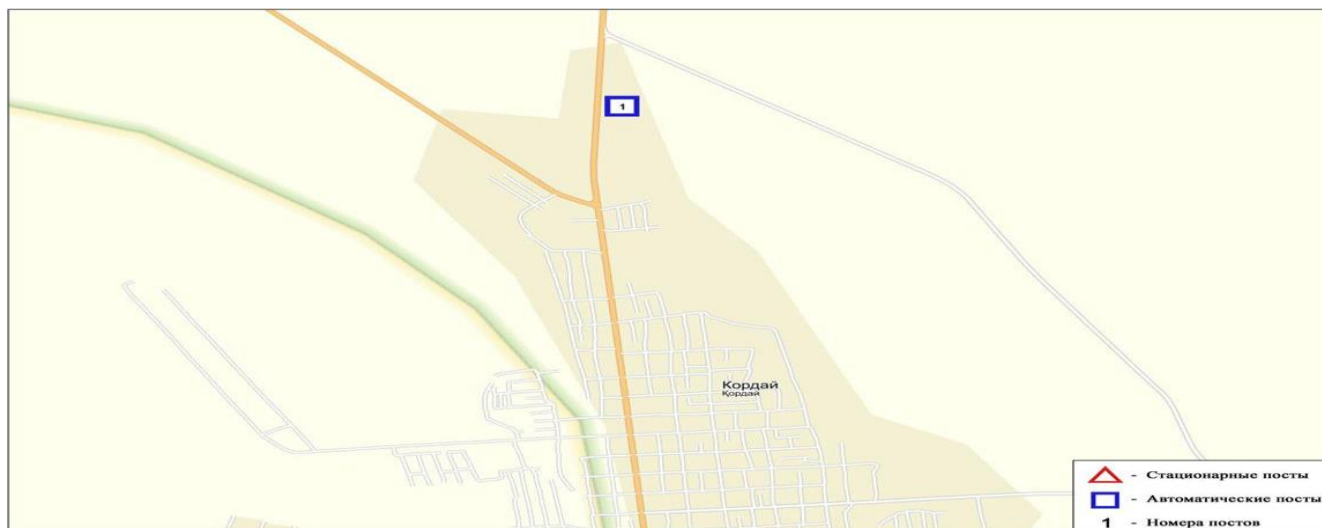 1
Кордай
Қордай
- Стационарные посты
- Автоматические посты
1 - Номера постов